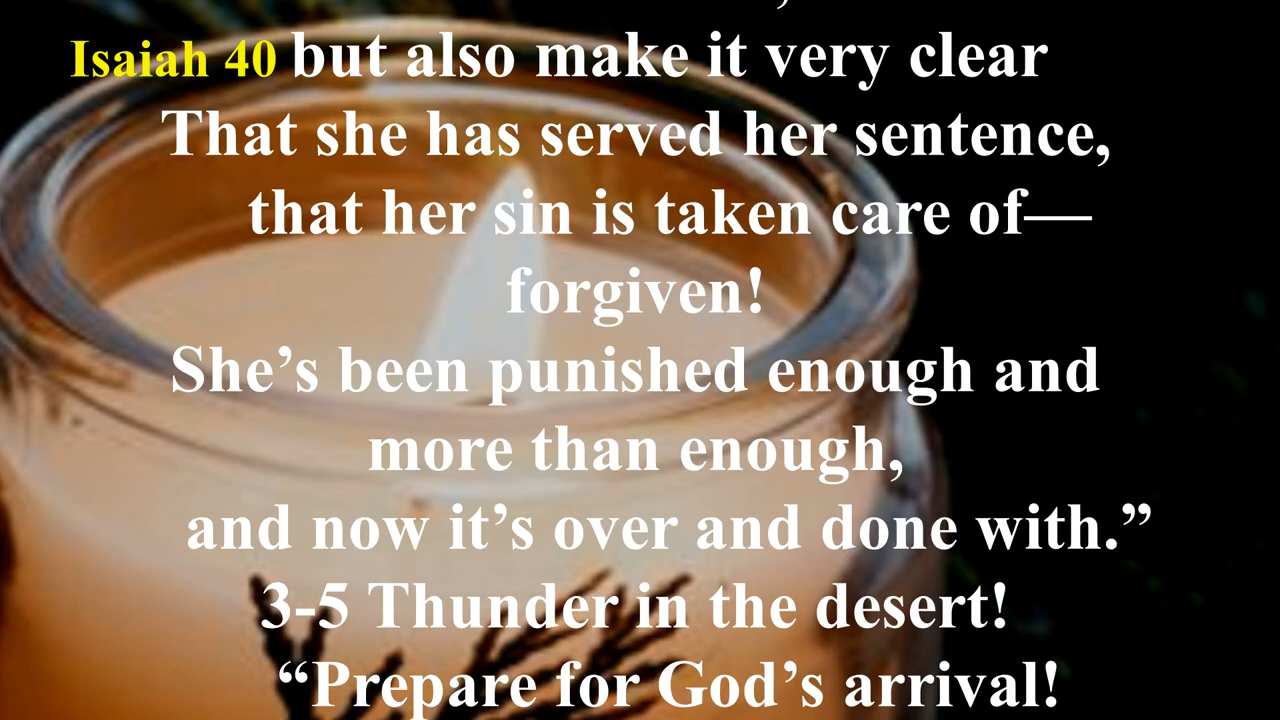 Isaiah 40 but also make it very clear
That she has served her sentence,
that her sin is taken care of—
forgiven!
She’s been punished enough and
more than enough,
and now it’s over and done with.”
3-5 Thunder in the desert!
“Prepare for God’s arrival!